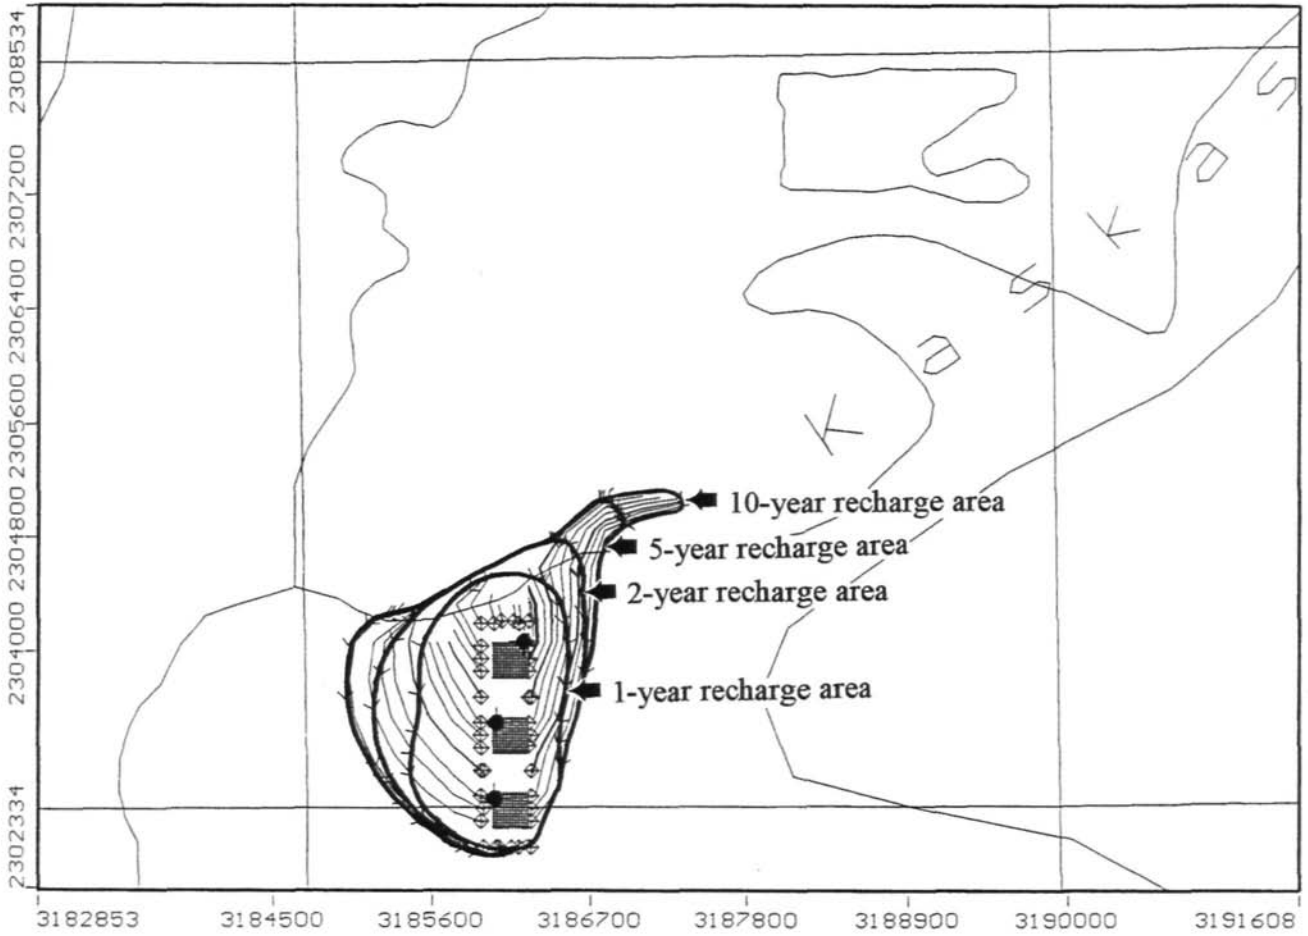 2308534
2307200
2306400
2305600
2304800
2304000
2302334
S
U
K
S
U
K
10-year recharge area
5-year recharge area
2-year recharge area
1-year recharge area
3182853 3184500 3185600 3186700 3187800 3188900 3190000 3191608